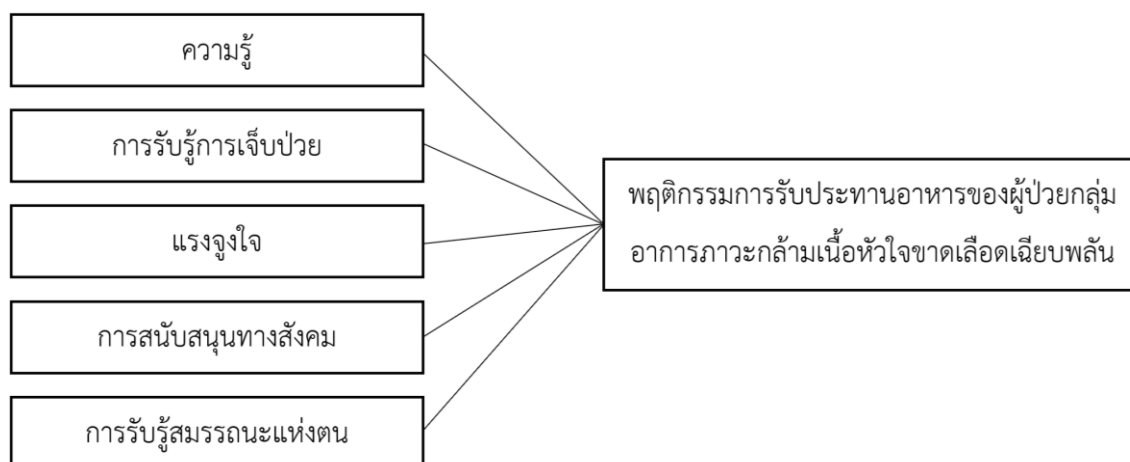 ความรู้
การรับรู้การเจ็บป่วย
แรงจูงใจ
การสนับสนุนทางสังคม
การรับรู้สมรรถนะแห่งตน
พฤติกรรมการรับประทานอาหารของผู้ป่วยกลุ่ม
อาการภาวะกล้ามเนื้อหัวใจขาดเลือดเฉียบพลัน